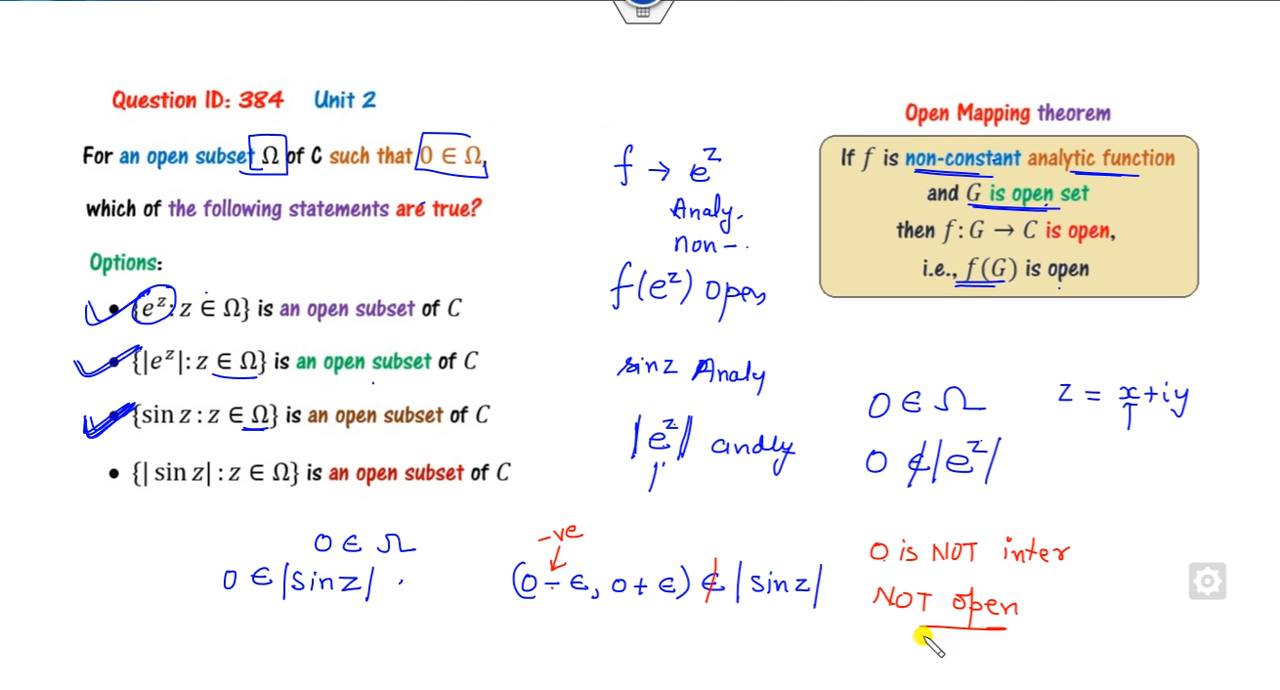 Question ID: 384 Unit 2
For an open subset Ω of C such that 0 ∈ Ω,
which of the following statements are true?
Options:
• {e^z : z ∈ Ω} is an open subset of C
• {|e^z| : z ∈ Ω} is an open subset of C
• {sin z : z ∈ Ω} is an open subset of C
• {| sin z| : z ∈ Ω} is an open subset of C
0 ∈ Ω
0 ∈ |sin z|
f → e^z
Analy.
non -..
f(e^z) open
sinz Analy
|e^z|
Open Mapping theorem
If f is non-constant analytic function
and G is open set
then f : G → C is open,
i.e., f(G) is open
0 ∈ Ω
0 ∉ |e^z|
z = x + iy
-ve
(0 - ε, 0 + ε) ∉ |sin z|
0 is NOT inter
NOT open